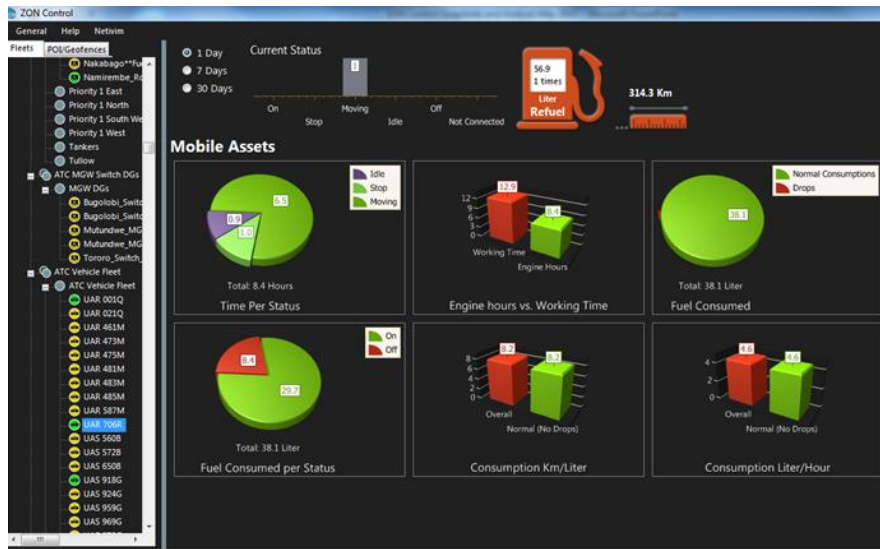 ZON Control
General Help Netivim
Fleets POI/Geofences
Nakabago**Fu
Namirembe_Ro
Priority 1 East
Priority 1 North
Priority 1 South We
Priority 1 West
Tankers
Tullow
ATC MGW Switch DGs
MGW DGs
Bugolobi_Switc
Bugolobi_Switc
Mutundwe_MG
Mutundwe_MG
Tororo_Switch_
ATC Vehicle Fleet
ATC Vehicle Fleet
UAR 001Q
UAR 021Q
UAR 461M
UAR 473M
UAR 475M
UAR 481M
UAR 483M
UAR 485M
UAR 587M
UAR 706R
UAS 560B
UAS 572B
UAS 650B
UAS 918G
UAS 924G
UAS 959G
UAS 969G
1 Day
7 Days
30 Days
Current Status
1
On Moving Off
Stop Idle Not Connected
56.9
1 times
Liter
Refuel
314.3 Km
Mobile Assets
Idle
Stop
Moving
6.5
0.9
1.0
Total: 8.4 Hours
Time Per Status
12
9
6
3
0
12.9
8.4
Working Time
Engine Hours
Engine hours vs. Working Time
Normal Consumptions
Drops
38.1
Total: 38.1 Liter
Fuel Consumed
On
Off
8.4
29.7
Total: 38.1 Liter
Fuel Consumed per Status
8
6
4
2
0
8.2
8.2
Overall
Normal (No Drops)
Consumption Km/Liter
4
2
0
4.6
4.6
Overall
Normal (No Drops)
Consumption Liter/Hour